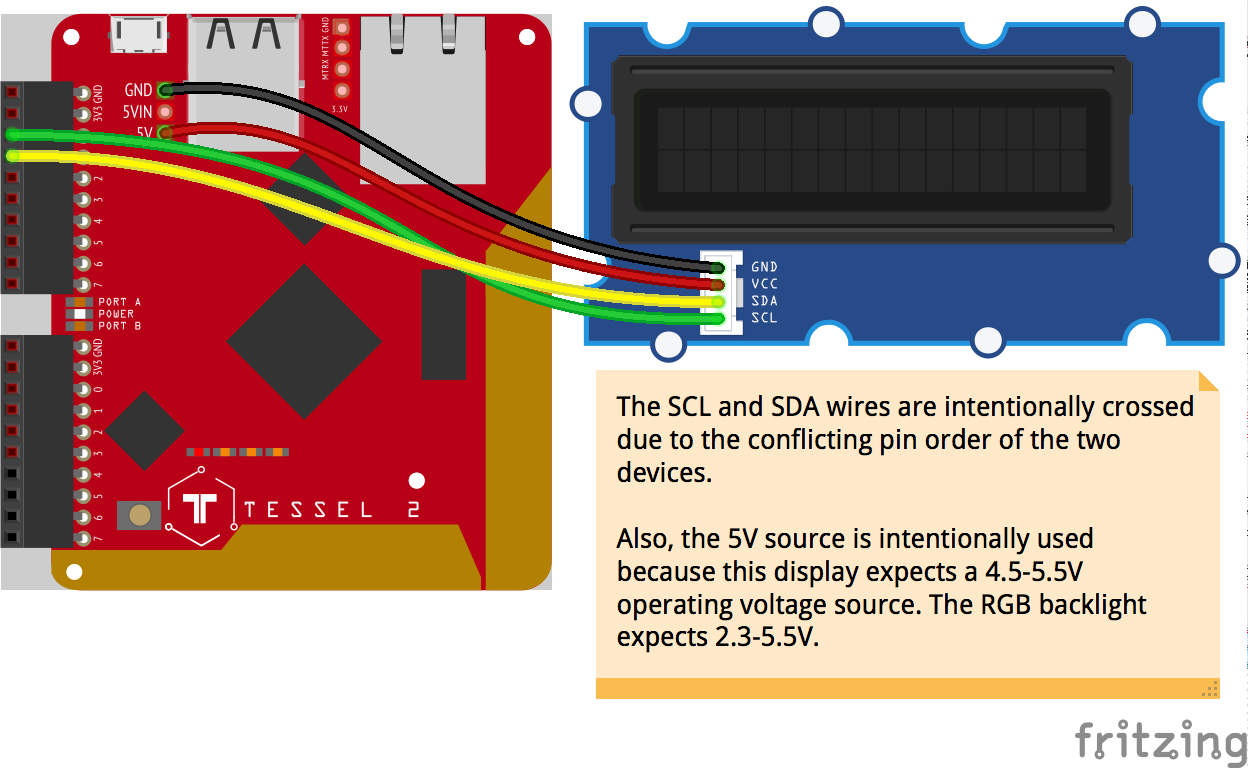 GND
5VIN
5V
MTRX MTTX GND
3.3V
3V3 GND
2
3
4
5
6
7
PORT A
POWER
PORT B
3V3 GND
0
1
2
3
4
5
6
7
TESSEL 2
GND
VCC
SDA
SCL
The SCL and SDA wires are intentionally crossed
due to the conflicting pin order of the two
devices.
Also, the 5V source is intentionally used
because this display expects a 4.5-5.5V
operating voltage source. The RGB backlight
expects 2.3-5.5V.
fritzing